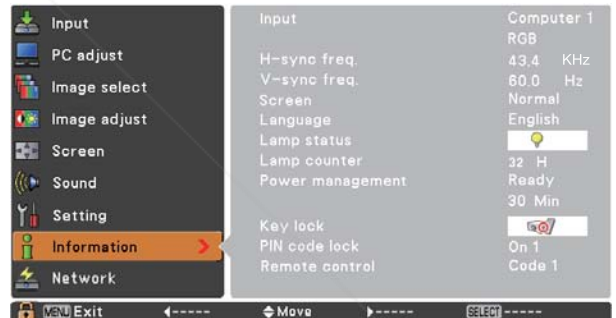 Input
PC adjust
Image select
Image adjust
Screen
Sound
Setting
Information
Network
Input Computer 1
RGB
H-sync freq. 43.4 KHz
V-sync freq. 60.0 Hz
Screen Normal
Language English
Lamp status
Lamp counter 32 H
Power management Ready
30 Min
Key lock
PIN code lock On 1
Remote control Code 1
MENU Exit ----- Move ----- SELECT -----